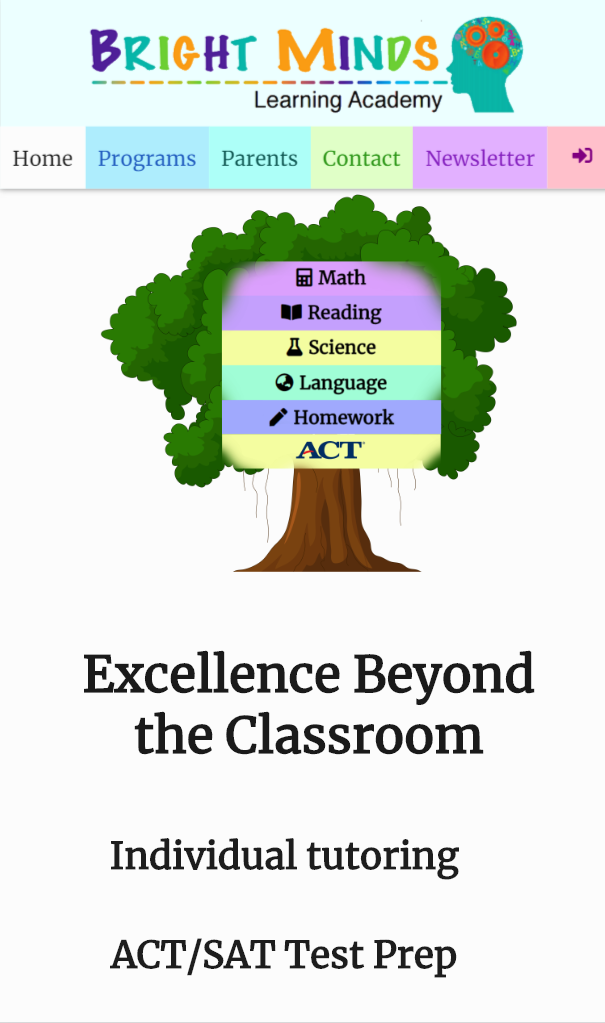 BRIGHT MINDS
Learning Academy
Home Programs Parents Contact Newsletter
Math
Reading
Science
Language
Homework
ACT
Excellence Beyond
the Classroom
Individual tutoring
ACT/SAT Test Prep